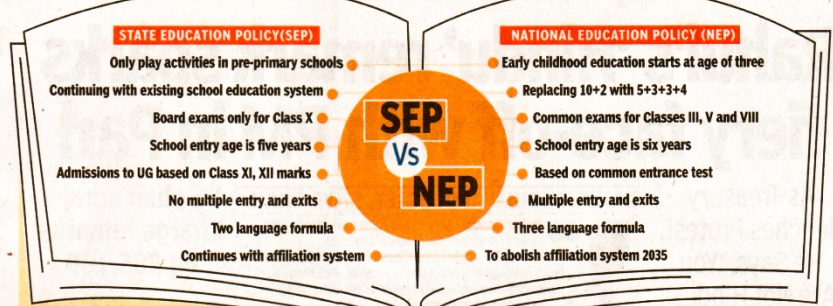 STATE EDUCATION POLICY(SEP)
Only play activities in pre-primary schools
Continuing with existing school education system
Board exams only for Class X
School entry age is five years
Admissions to UG based on Class XI, XII marks
No multiple entry and exits
Two language formula
Continues with affiliation system
SEP
Vs
NEP
NATIONAL EDUCATION POLICY (NEP)
Early childhood education starts at age of three
Replacing 10+2 with 5+3+3+4
Common exams for Classes III, V and VIII
School entry age is six years
Based on common entrance test
Multiple entry and exits
Three language formula
To abolish affiliation system 2035